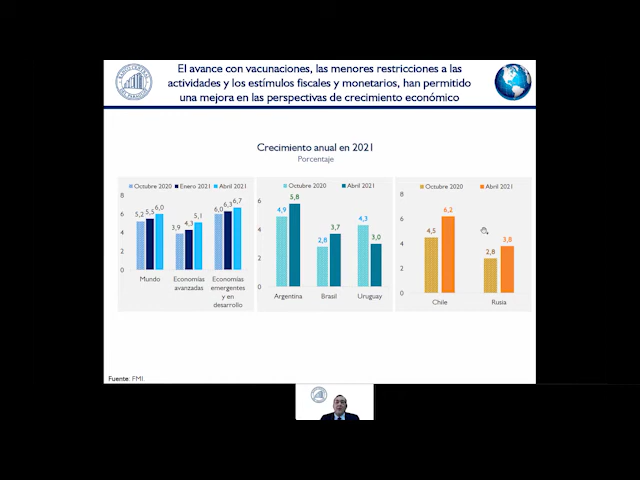 El avance con vacunaciones, las menores restricciones a las
actividades y los estímulos fiscales y monetarios, han permitido
una mejora en las perspectivas de crecimiento económico
BANCO CENTRAL
DEL PARAGUAY
Crecimiento anual en 2021
Porcentaje
Octubre 2020 Enero 2021 Abril 2021
8
6
4
2
0
5,2 5,5 6,0
3,9 4,3 5,1
6,0 6,3 6,7
Mundo
Economías
avanzadas
Economías
emergentes
y en
desarrollo
Octubre 2020 Abril 2021
6
4
2
0
4,9 5,8
2,8 3,7
4,3 3,0
Argentina Brasil Uruguay
Octubre 2020 Abril 2021
8
6
4
2
0
4,5 6,2
2,8 3,8
Chile Rusia
Fuente: FMI.